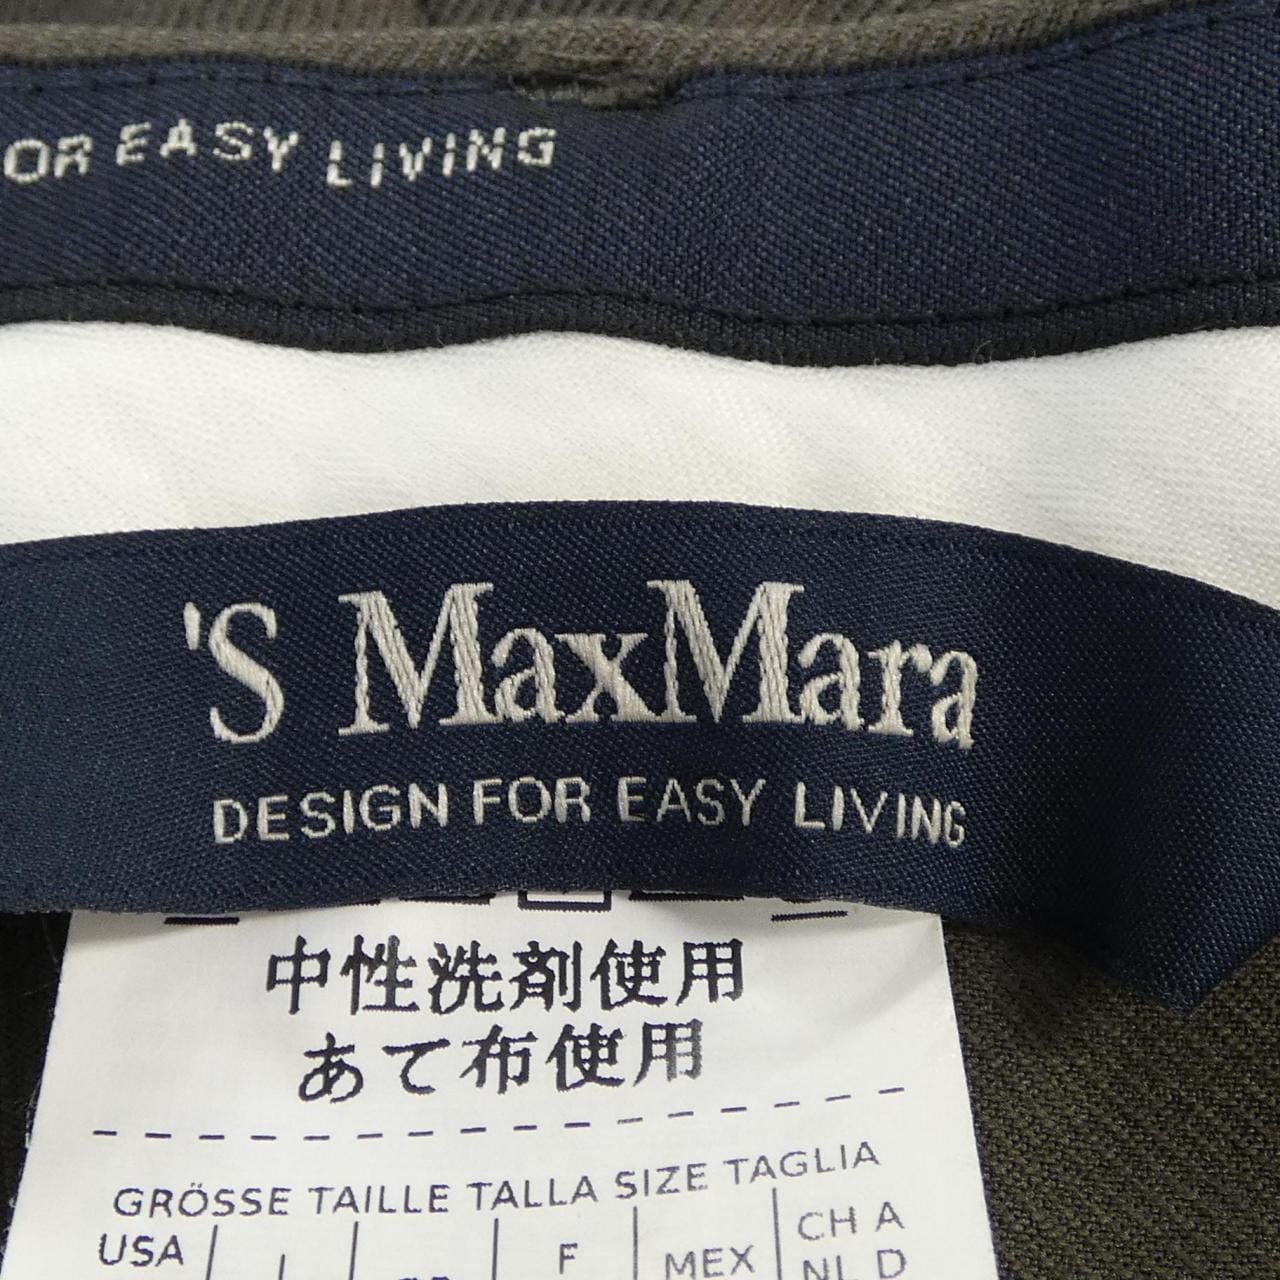 OR EASY LIVING
'S MaxMara
DESIGN FOR EASY LIVING
中性洗剤使用
あて布使用
GRÖSSE TAILLE TALLA SIZE TAGLIA
USA I F MEX CH A
NL D